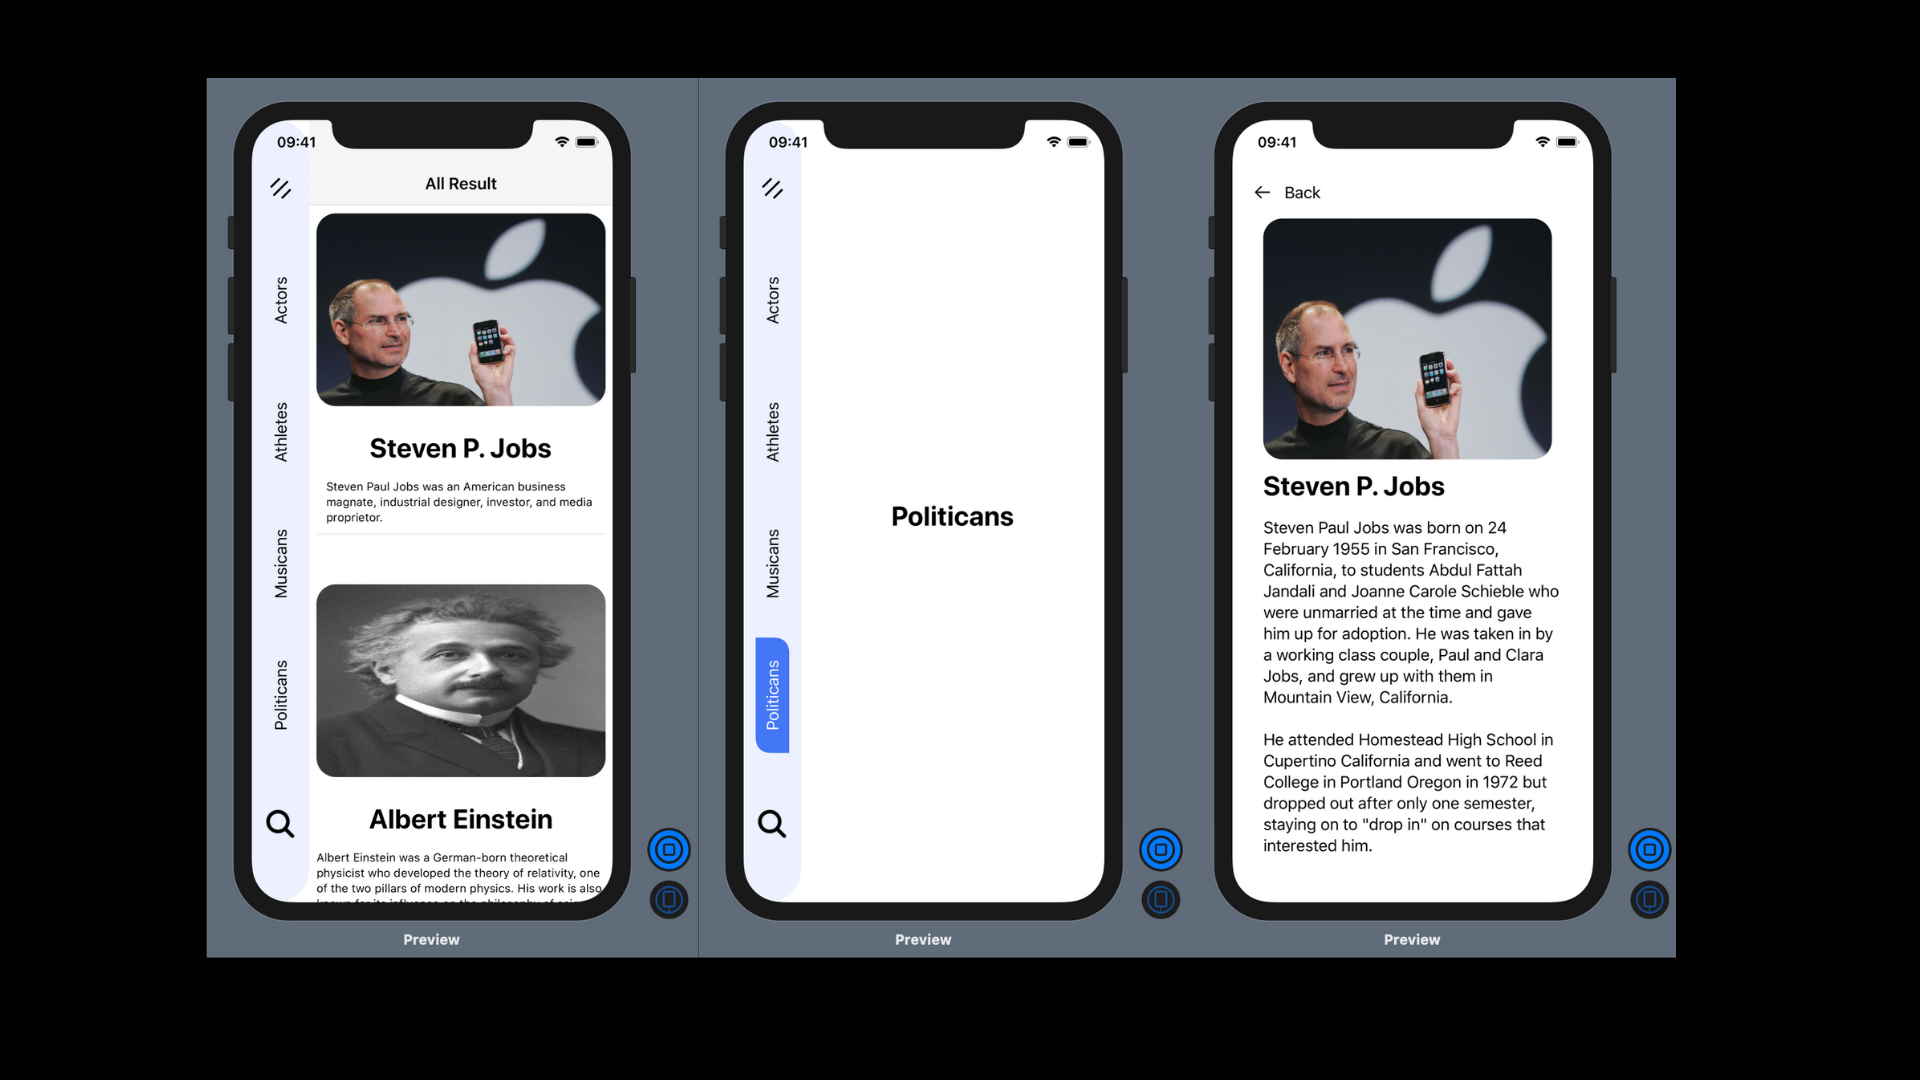 09:41
All Result
Actors
Athletes
Musicans
Politicans
Steven P. Jobs
Steven Paul Jobs was an American business
magnate, industrial designer, investor, and media
proprietor.
Albert Einstein
Albert Einstein was a German-born theoretical
physicist who developed the theory of relativity, one
of the two pillars of modern physics. His work is also
known for its influence on the philosophy of
Preview
09:41
Actors
Athletes
Musicans
Politicans
Politicans
Preview
09:41
Back
Steven P. Jobs
Steven Paul Jobs was born on 24
February 1955 in San Francisco,
California, to students Abdul Fattah
Jandali and Joanne Carole Schieble who
were unmarried at the time and gave
him up for adoption. He was taken in by
a working class couple, Paul and Clara
Jobs, and grew up with them in
Mountain View, California.
He attended Homestead High School in
Cupertino California and went to Reed
College in Portland Oregon in 1972 but
dropped out after only one semester,
staying on to "drop in" on courses that
interested him.
Preview